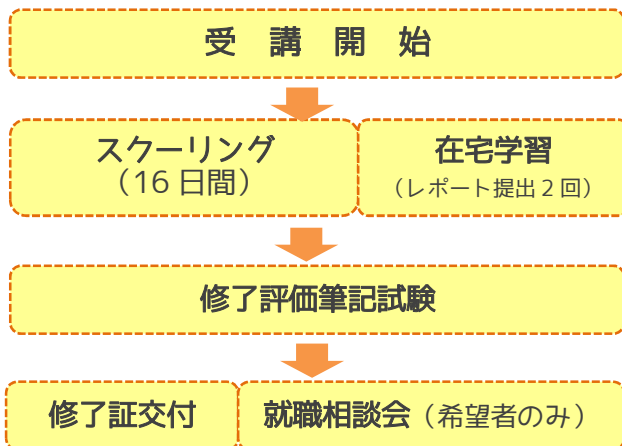 受　講　開　始
スクーリング
（16 日間）
在宅学習
（レポート提出２回）
修了評価筆記試験
修了証交付
就職相談会（希望者のみ）